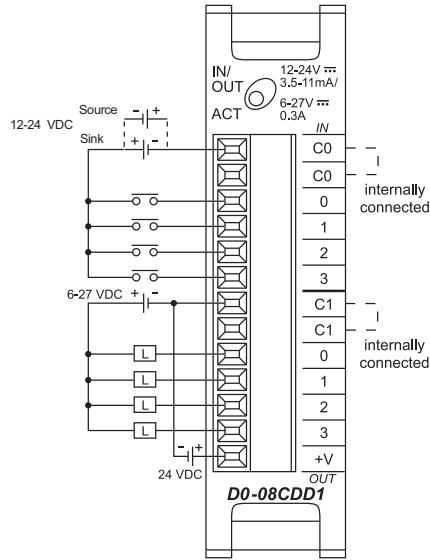 IN/
OUT
ACT
12-24V
3.5-11mA/
6-27V
0.3A
IN
Source - +
12-24 VDC
Sink + -
C0
C0
internally
connected
0
1
2
3
6-27 VDC + -
C1
C1
internally
connected
L 0
L 1
L 2
L 3
- +
24 VDC
+V
OUT
D0-08CDD1